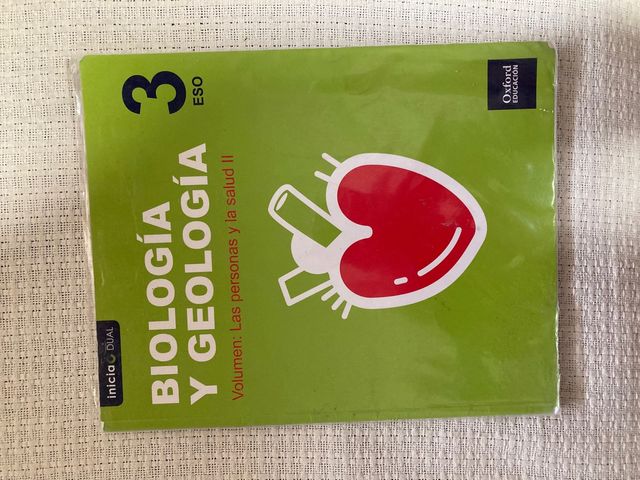 3
ESO
BIOLOGÍA
Y GEOLOGÍA
Volumen: Las personas y la salud II
inicia DUAL
Oxford
EDUCACIÓN